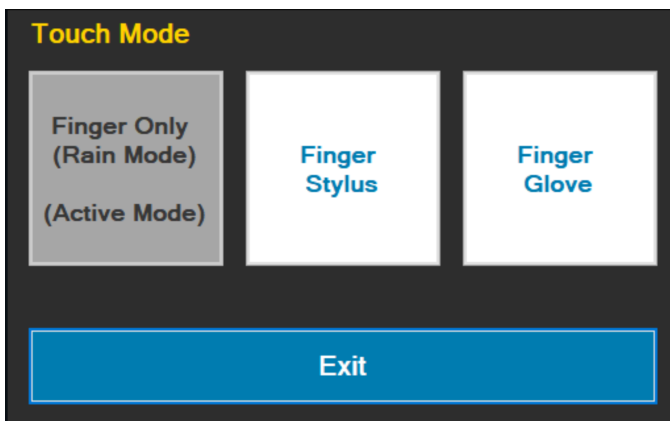 Touch Mode
Finger Only
(Rain Mode)
(Active Mode)
Finger
Stylus
Finger
Glove
Exit